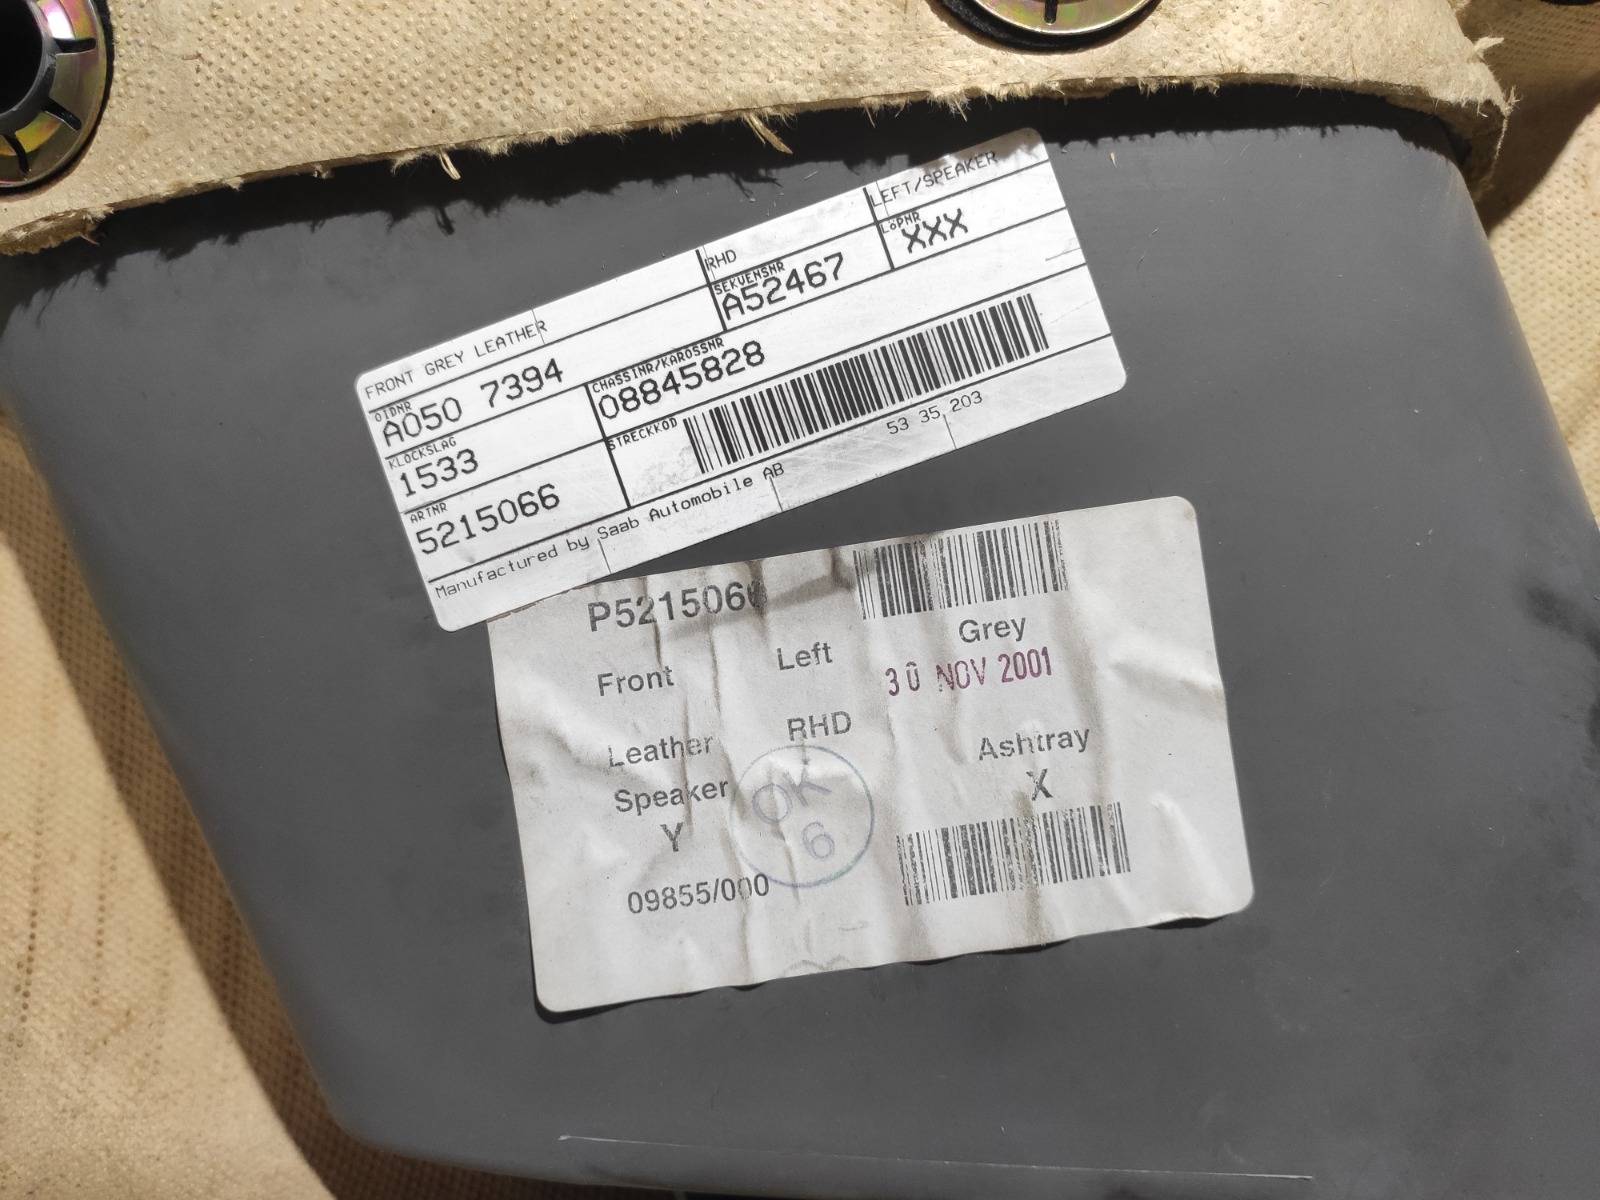 FRONT GREY LEATHER RHD LEFT/SPEAKER
OIDNR SEKVENSNR LÖPNR
A050 7394 A52467 XXX
KLOCKSLAG CHASSINR/KAROSSNR
1533 08845828
ARTNR STRECKKOD
5215066
Manufactured by Saab Automobile AB 53 35 203
P5215066
Front Left Grey
30 NOV 2001
Leather RHD Ashtray
Speaker X
Y
OK
6
09855/000